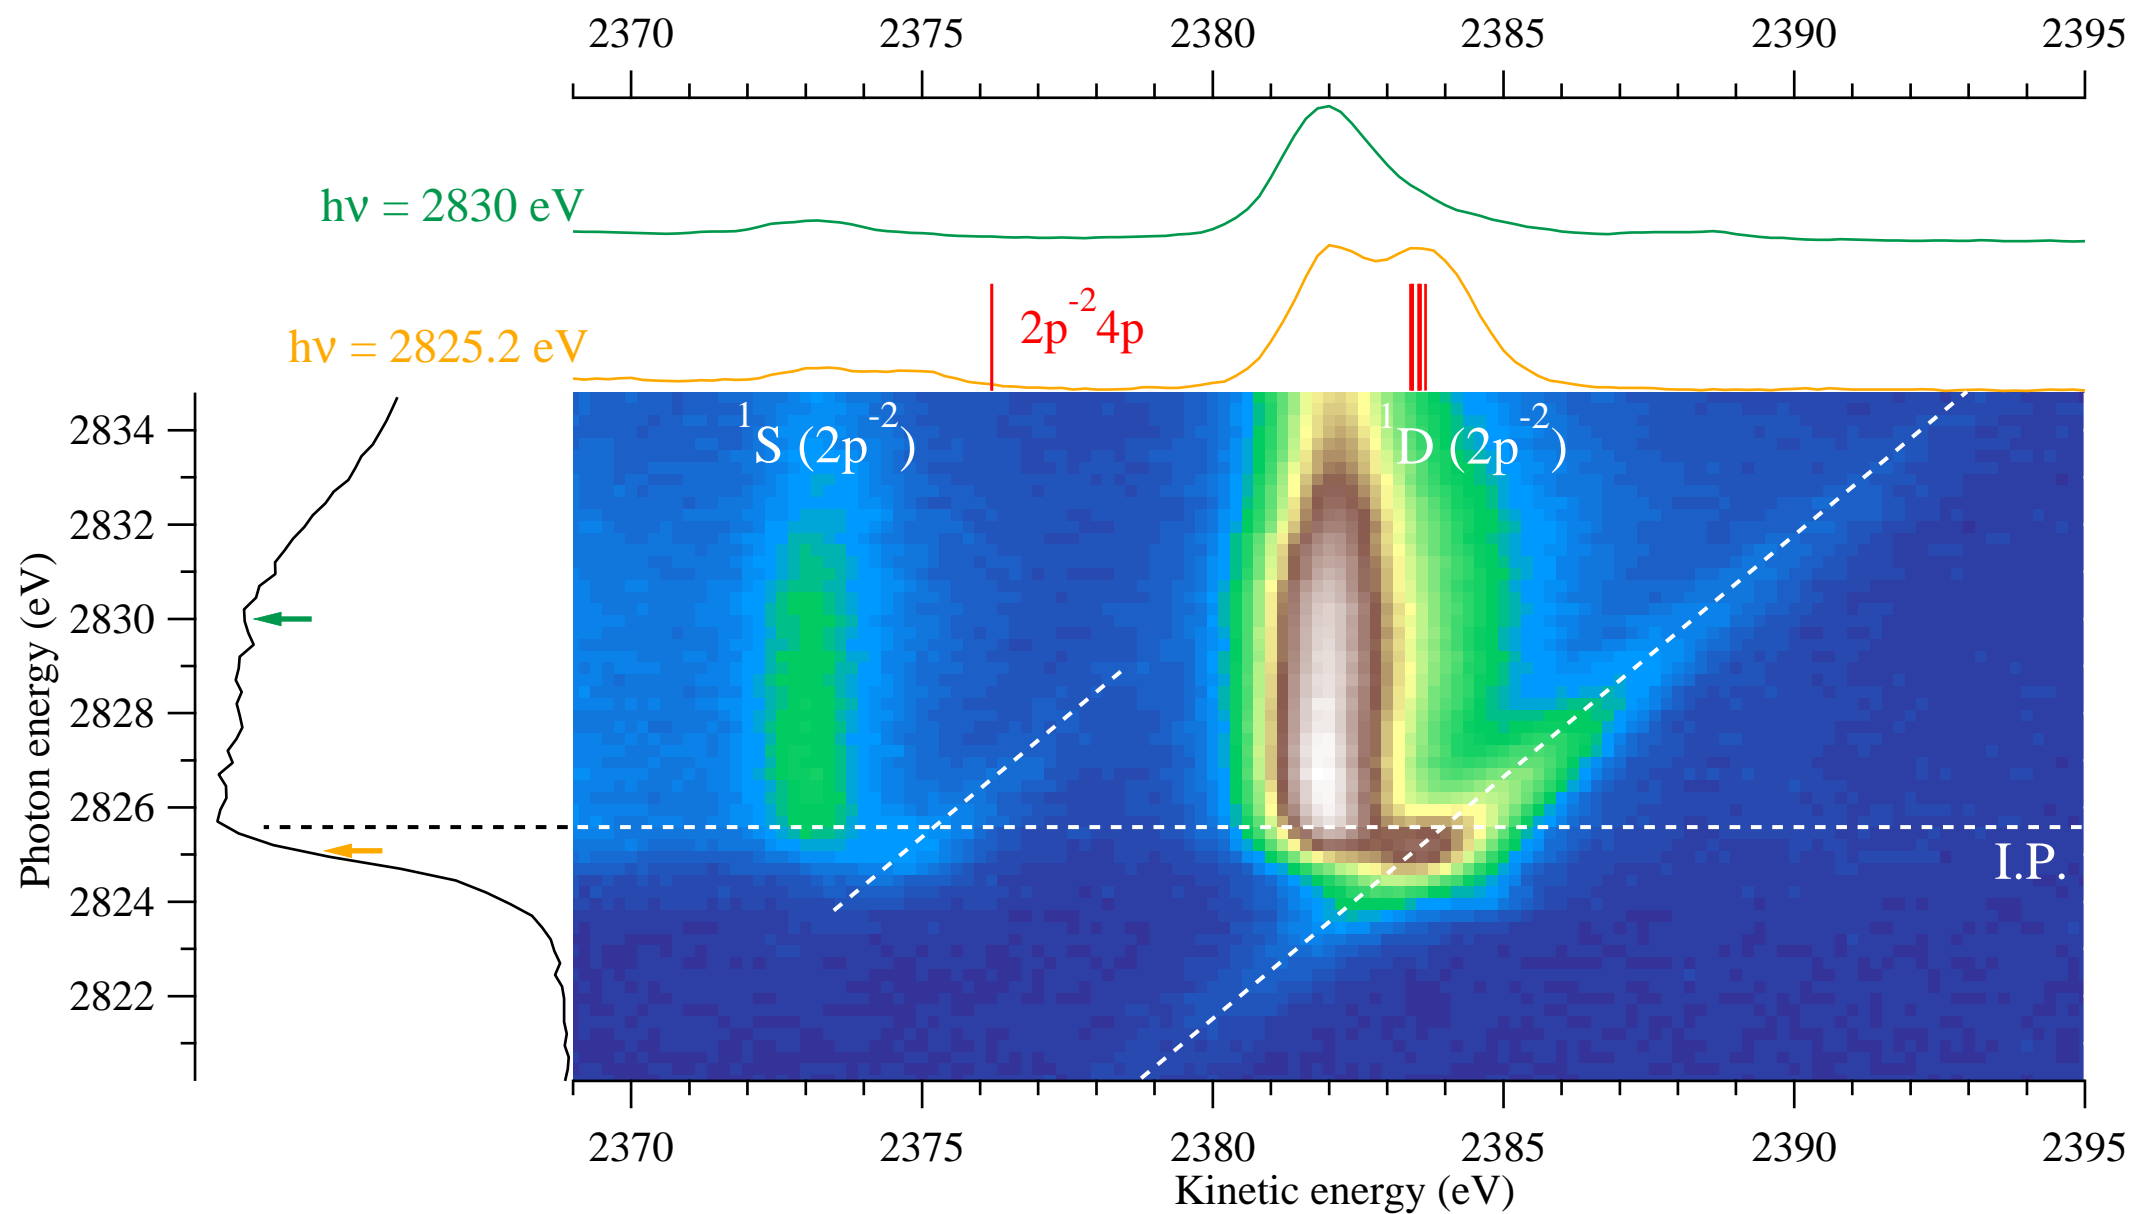 2370 2375 2380 2385 2390 2395
hν = 2830 eV
2p⁻²4p
hν = 2825.2 eV
¹S (2p⁻²) ¹D (2p⁻²)
2834
2832
2830
2828
2826
2824
2822
Photon energy (eV)
I.P.
2370 2375 2380 2385 2390 2395
Kinetic energy (eV)